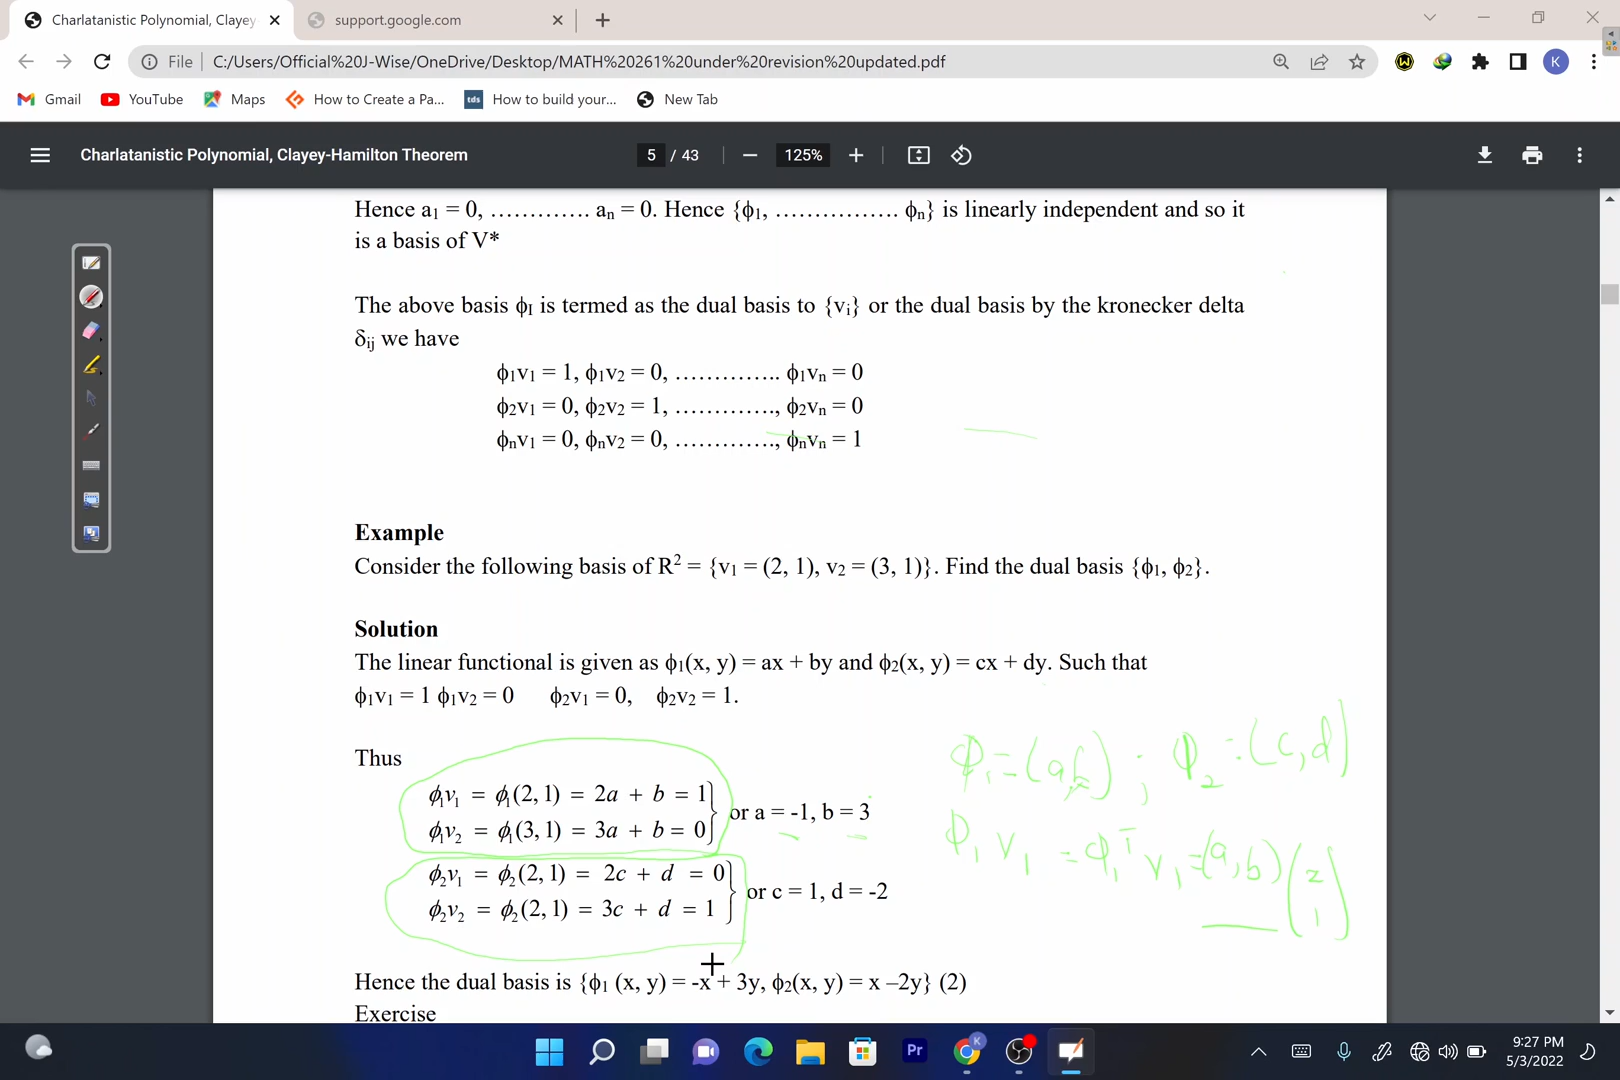 Charlatanistic Polynomial, Clayey
support.google.com
File
C:/Users/Official%20J-Wise/OneDrive/Desktop/MATH%20261%20under%20revision%20updated.pdf
K
Gmail
YouTube
Maps
How to Create a Pa...
tds
How to build your...
New Tab
Charlatanistic Polynomial, Clayey-Hamilton Theorem
5 / 43
125%
Hence a₁ = 0, …………. aₙ = 0. Hence {ϕ₁, ……………. ϕₙ} is linearly independent and so it
is a basis of V*
The above basis ϕI is termed as the dual basis to {vᵢ} or the dual basis by the kronecker delta
δᵢⱼ we have
ϕ₁v₁ = 1, ϕ₁v₂ = 0, ………….. ϕ₁vₙ = 0
ϕ₂v₁ = 0, ϕ₂v₂ = 1, …………., ϕ₂vₙ = 0
ϕₙv₁ = 0, ϕₙv₂ = 0, …………., ϕₙvₙ = 1
Example
Consider the following basis of R² = {v₁ = (2, 1), v₂ = (3, 1)}. Find the dual basis {ϕ₁, ϕ₂}.
Solution
The linear functional is given as ϕ₁(x, y) = ax + by and ϕ₂(x, y) = cx + dy. Such that
ϕ₁v₁ = 1 ϕ₁v₂ = 0 ϕ₂v₁ = 0, ϕ₂v₂ = 1.
Thus
ϕ₁ = (a,b) ; ϕ₂ = (c,d)
ϕ₁v₁ = ϕ₁(2, 1) = 2a + b = 1
ϕ₁v₂ = ϕ₁(3, 1) = 3a + b = 0
or a = -1, b = 3
ϕ₁ v₁ = ϕ₁ᵀ v₁ = (a, b) (2 1)
ϕ₂v₁ = ϕ₂(2,1) = 2c + d = 0
ϕ₂v₂ = ϕ₂(2,1) = 3c + d = 1
or c = 1, d = -2
Hence the dual basis is {ϕ₁ (x, y) = -x + 3y, ϕ₂(x, y) = x –2y} (2)
Exercise
Pr
K
9:27 PM
5/3/2022